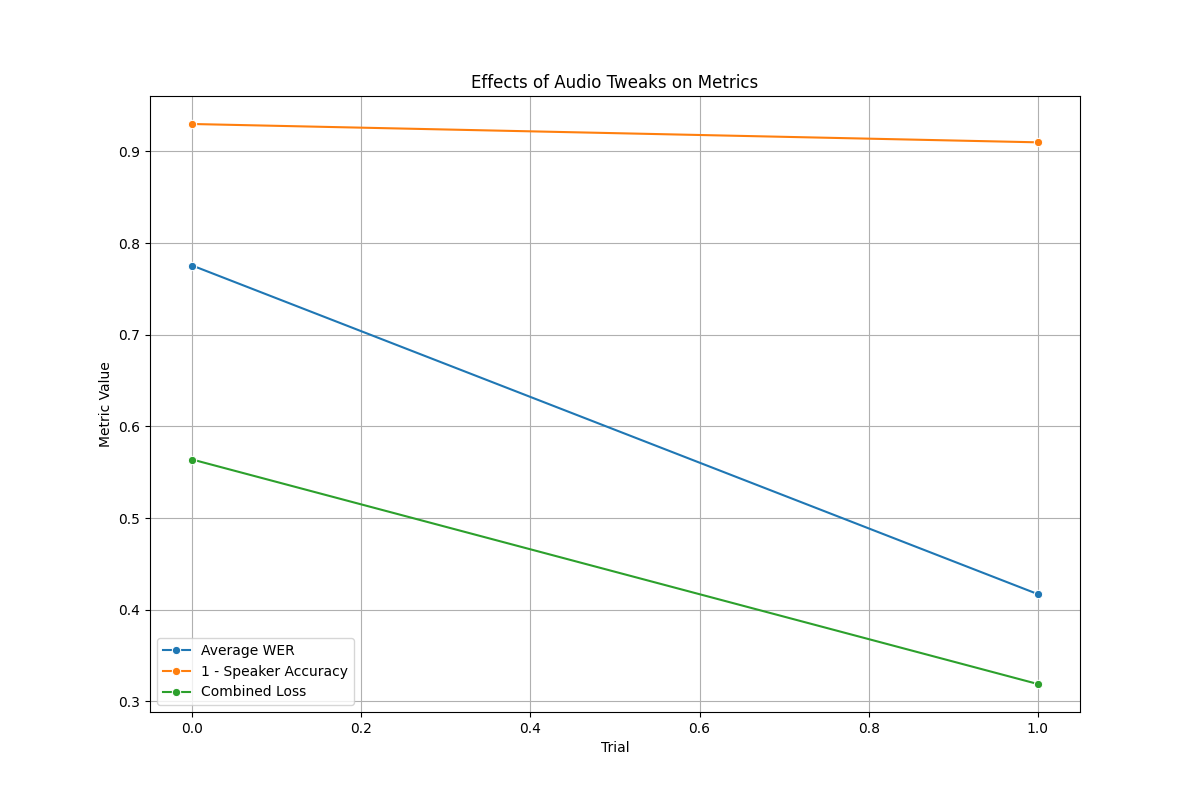 Effects of Audio Tweaks on Metrics
Metric Value
0.9
0.8
0.7
0.6
0.5
0.4
0.3
Average WER
1 - Speaker Accuracy
Combined Loss
0.0 0.2 0.4 0.6 0.8 1.0
Trial